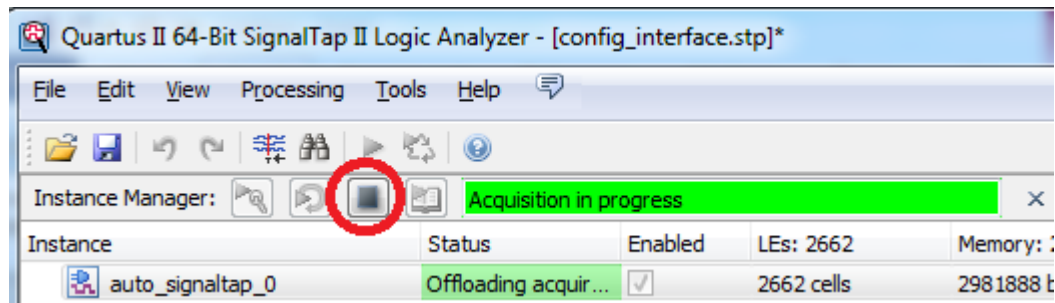 Quartus II 64-Bit SignalTap II Logic Analyzer - [config_interface.stp]*
File Edit View Processing Tools Help
Instance Manager: Acquisition in progress
Instance Status Enabled LEs: 2662 Memory:
auto_signaltap_0 Offloading acquir... 2662 cells 2981888 b